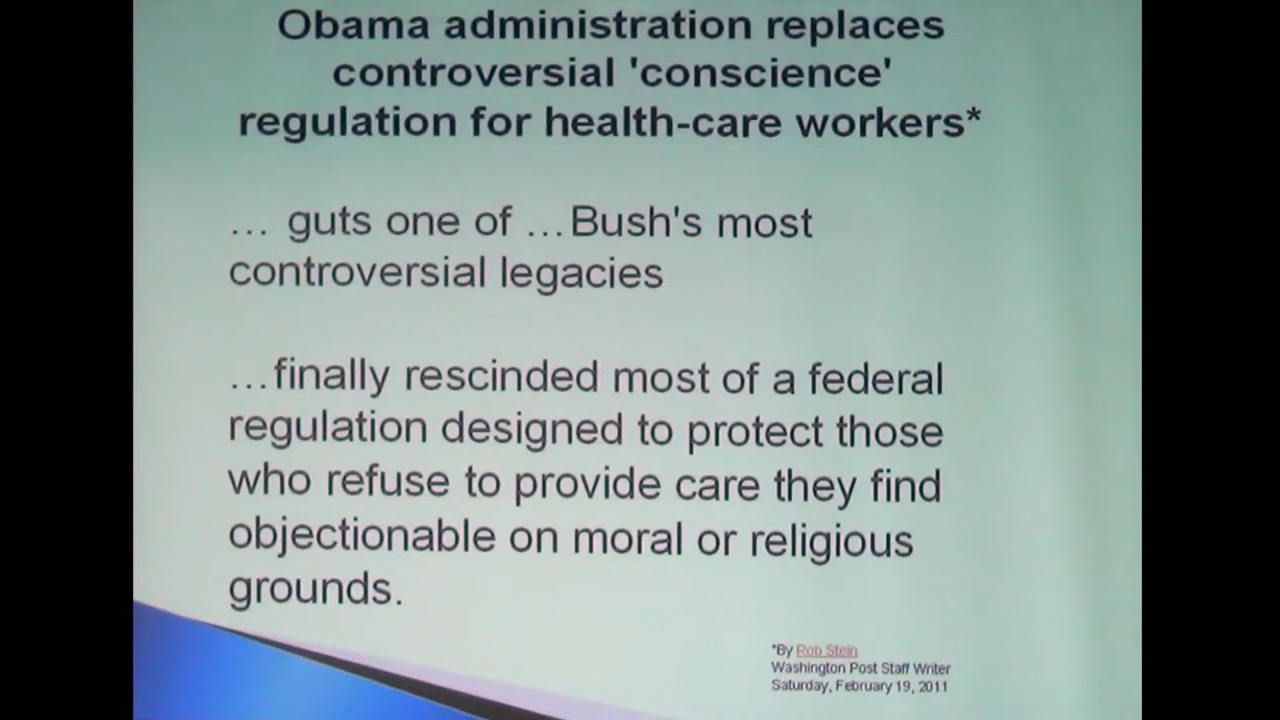 Obama administration replaces
controversial 'conscience'
regulation for health-care workers*
… guts one of …Bush's most
controversial legacies
…finally rescinded most of a federal
regulation designed to protect those
who refuse to provide care they find
objectionable on moral or religious
grounds.
*By Rob Stein
Washington Post Staff Writer
Saturday, February 19, 2011